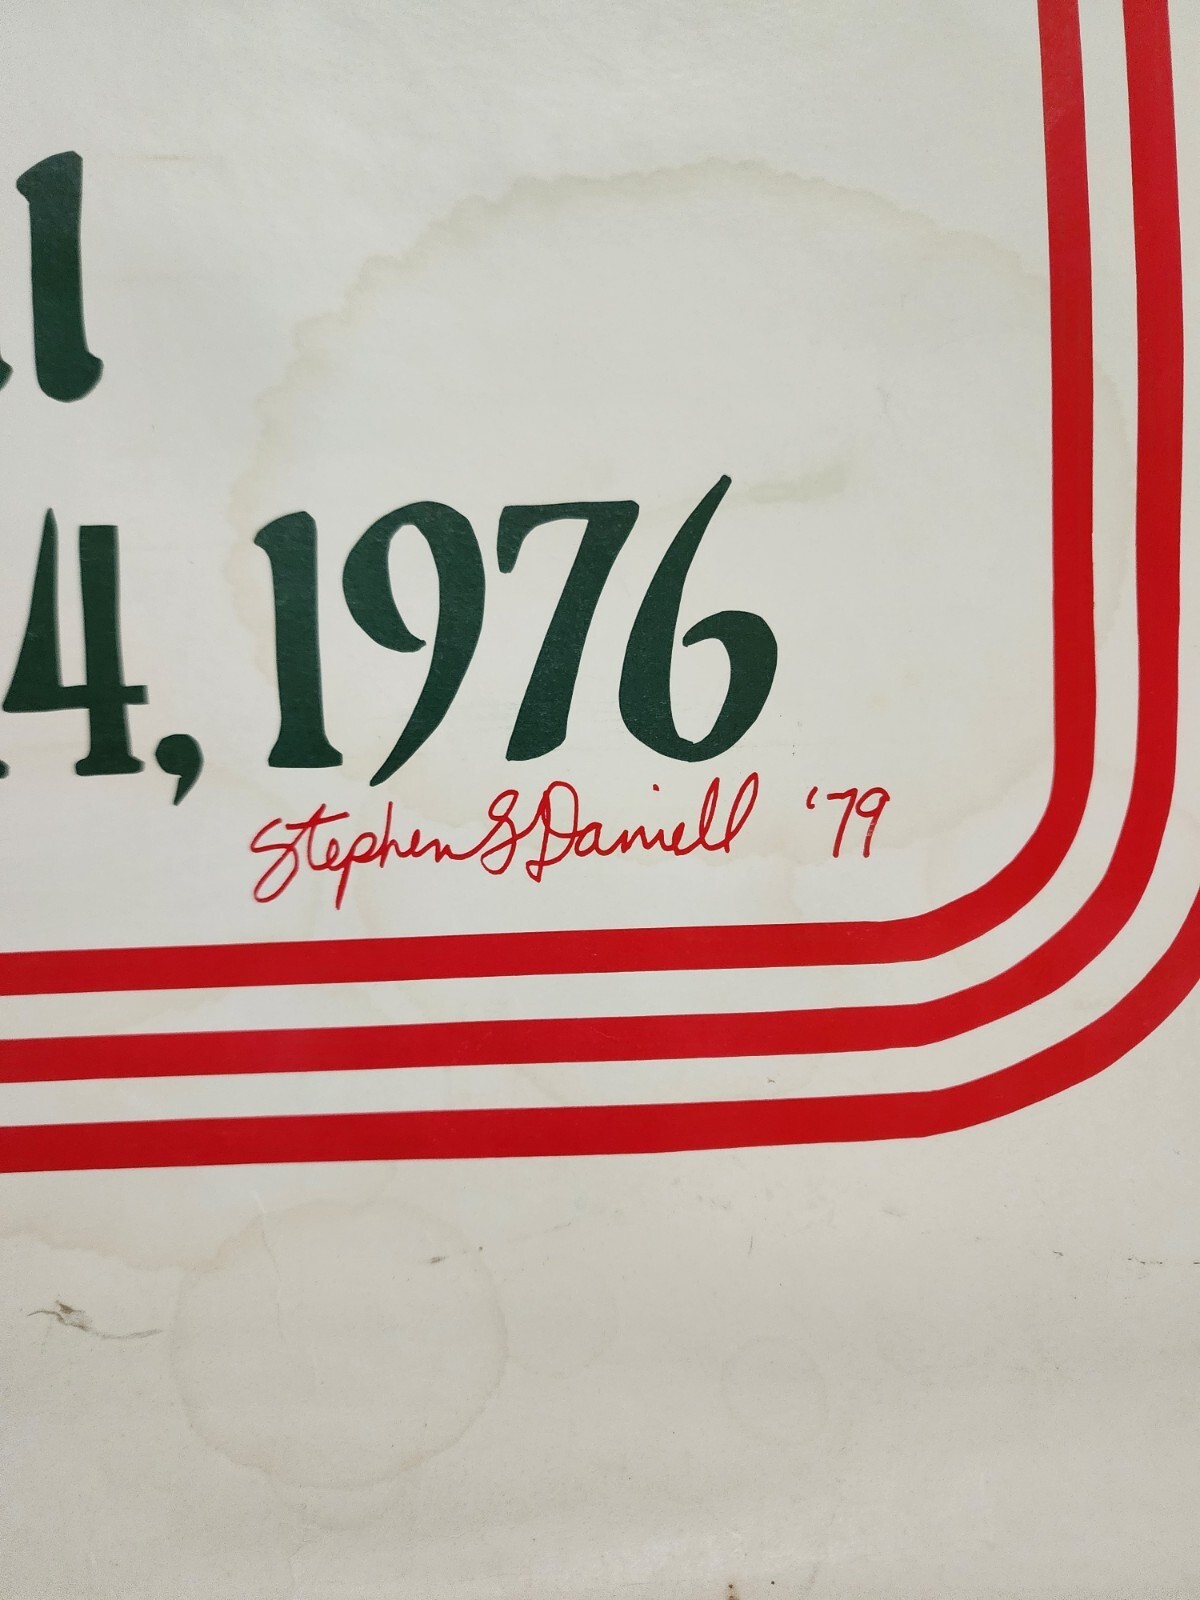 4, 1976
Stephen G Daniell '79